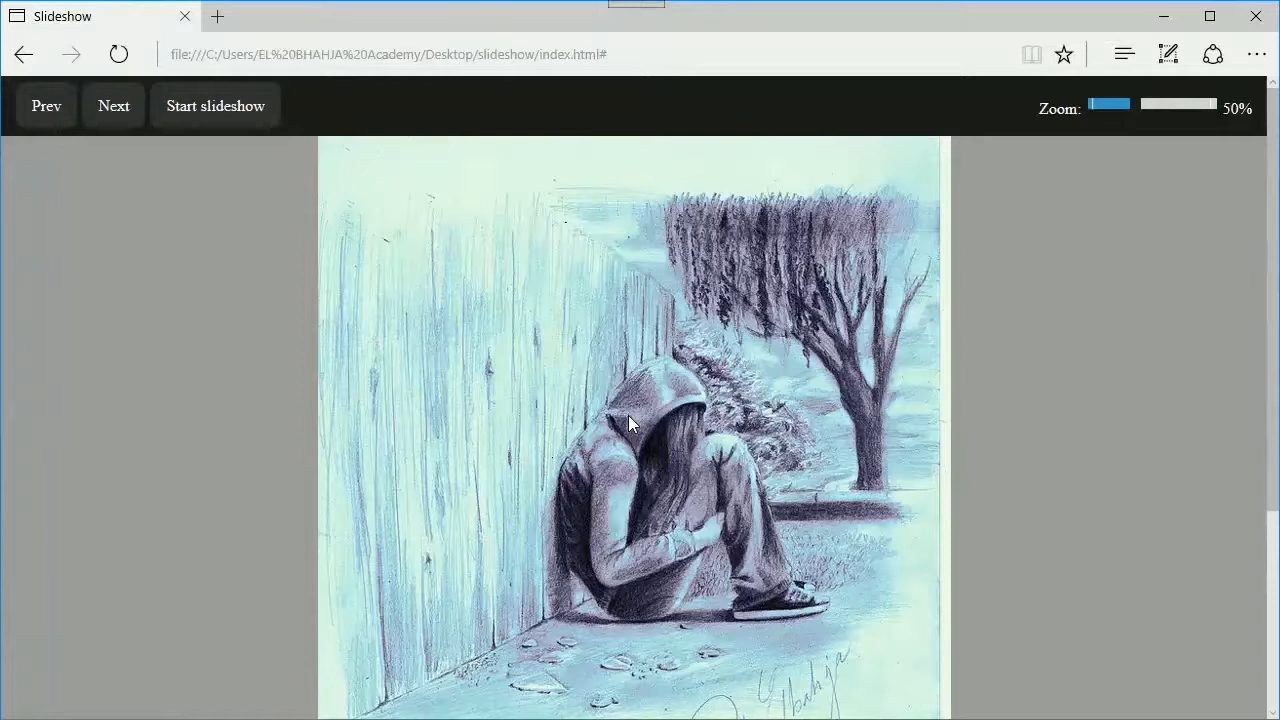 Slideshow
file:///C:/Users/EL%20BHAHJA%20Academy/Desktop/slideshow/index.html#
Prev
Next
Start slideshow
Zoom:
50%